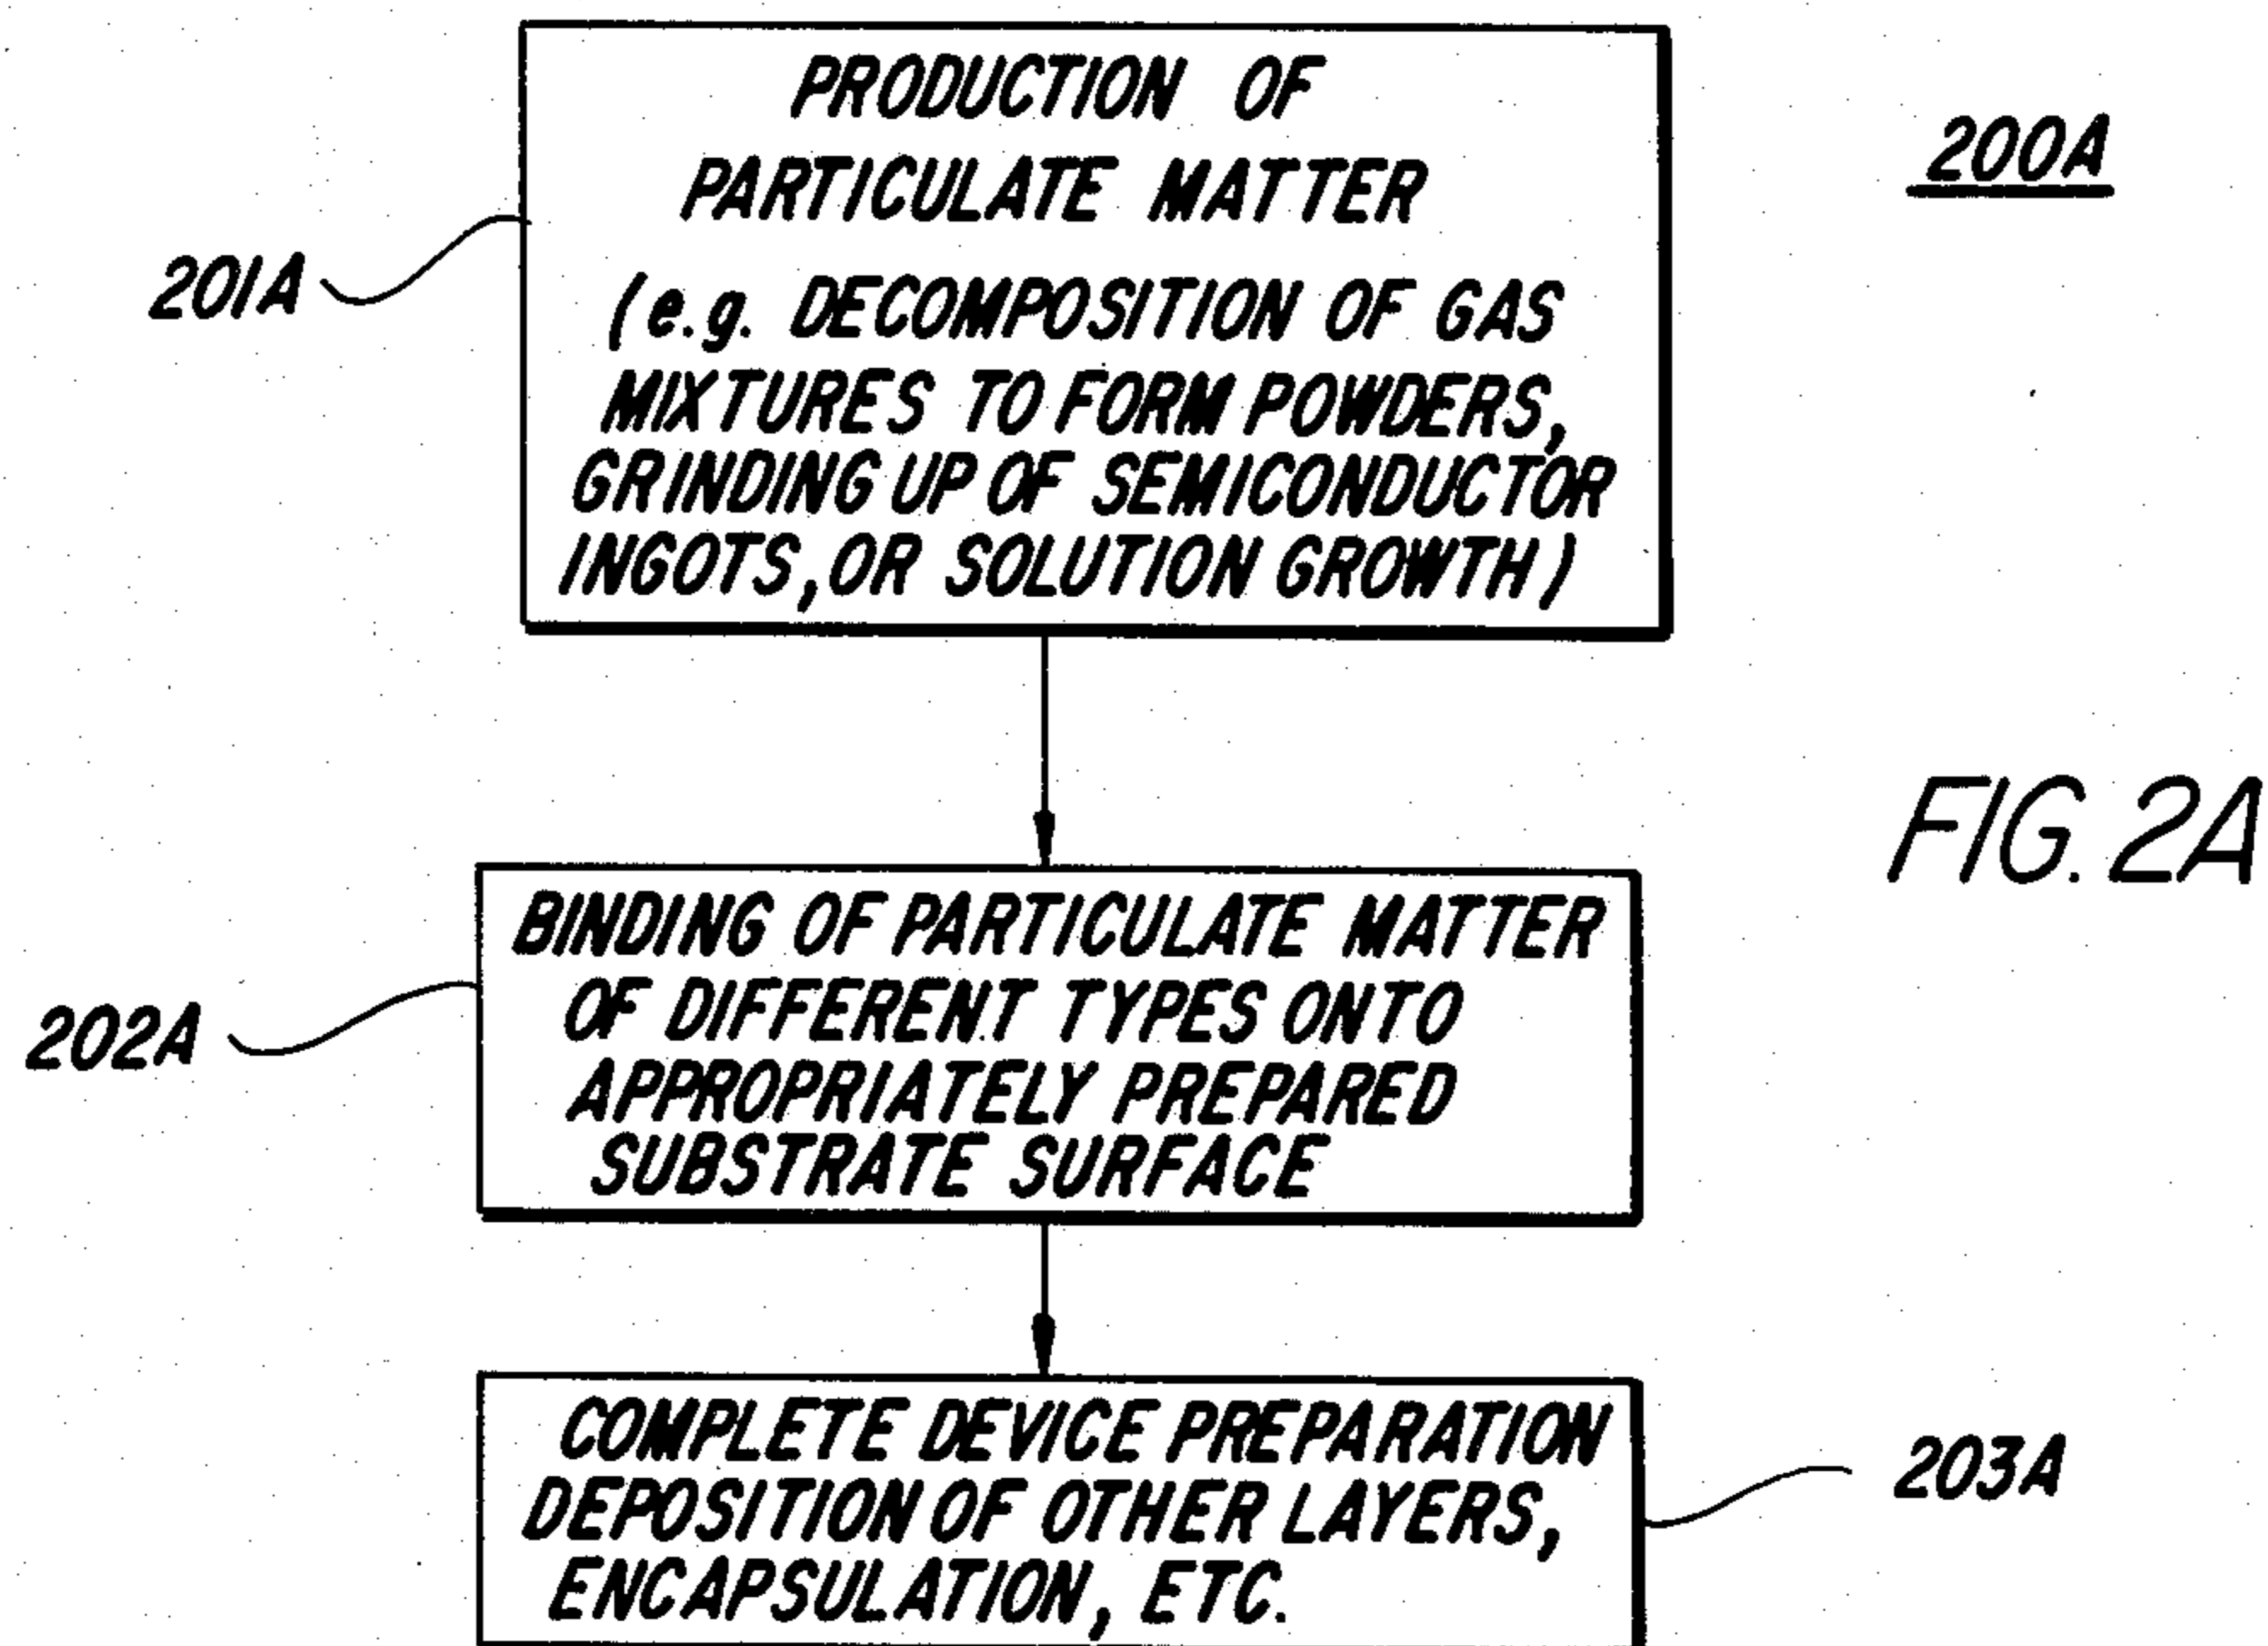 PRODUCTION OF
PARTICULATE MATTER
(e.g. DECOMPOSITION OF GAS
MIXTURES TO FORM POWDERS,
GRINDING UP OF SEMICONDUCTOR
INGOTS, OR SOLUTION GROWTH)
200A
201A
FIG. 2A
BINDING OF PARTICULATE MATTER
OF DIFFERENT TYPES ONTO
APPROPRIATELY PREPARED
SUBSTRATE SURFACE
202A
COMPLETE DEVICE PREPARATION
DEPOSITION OF OTHER LAYERS,
ENCAPSULATION, ETC.
203A